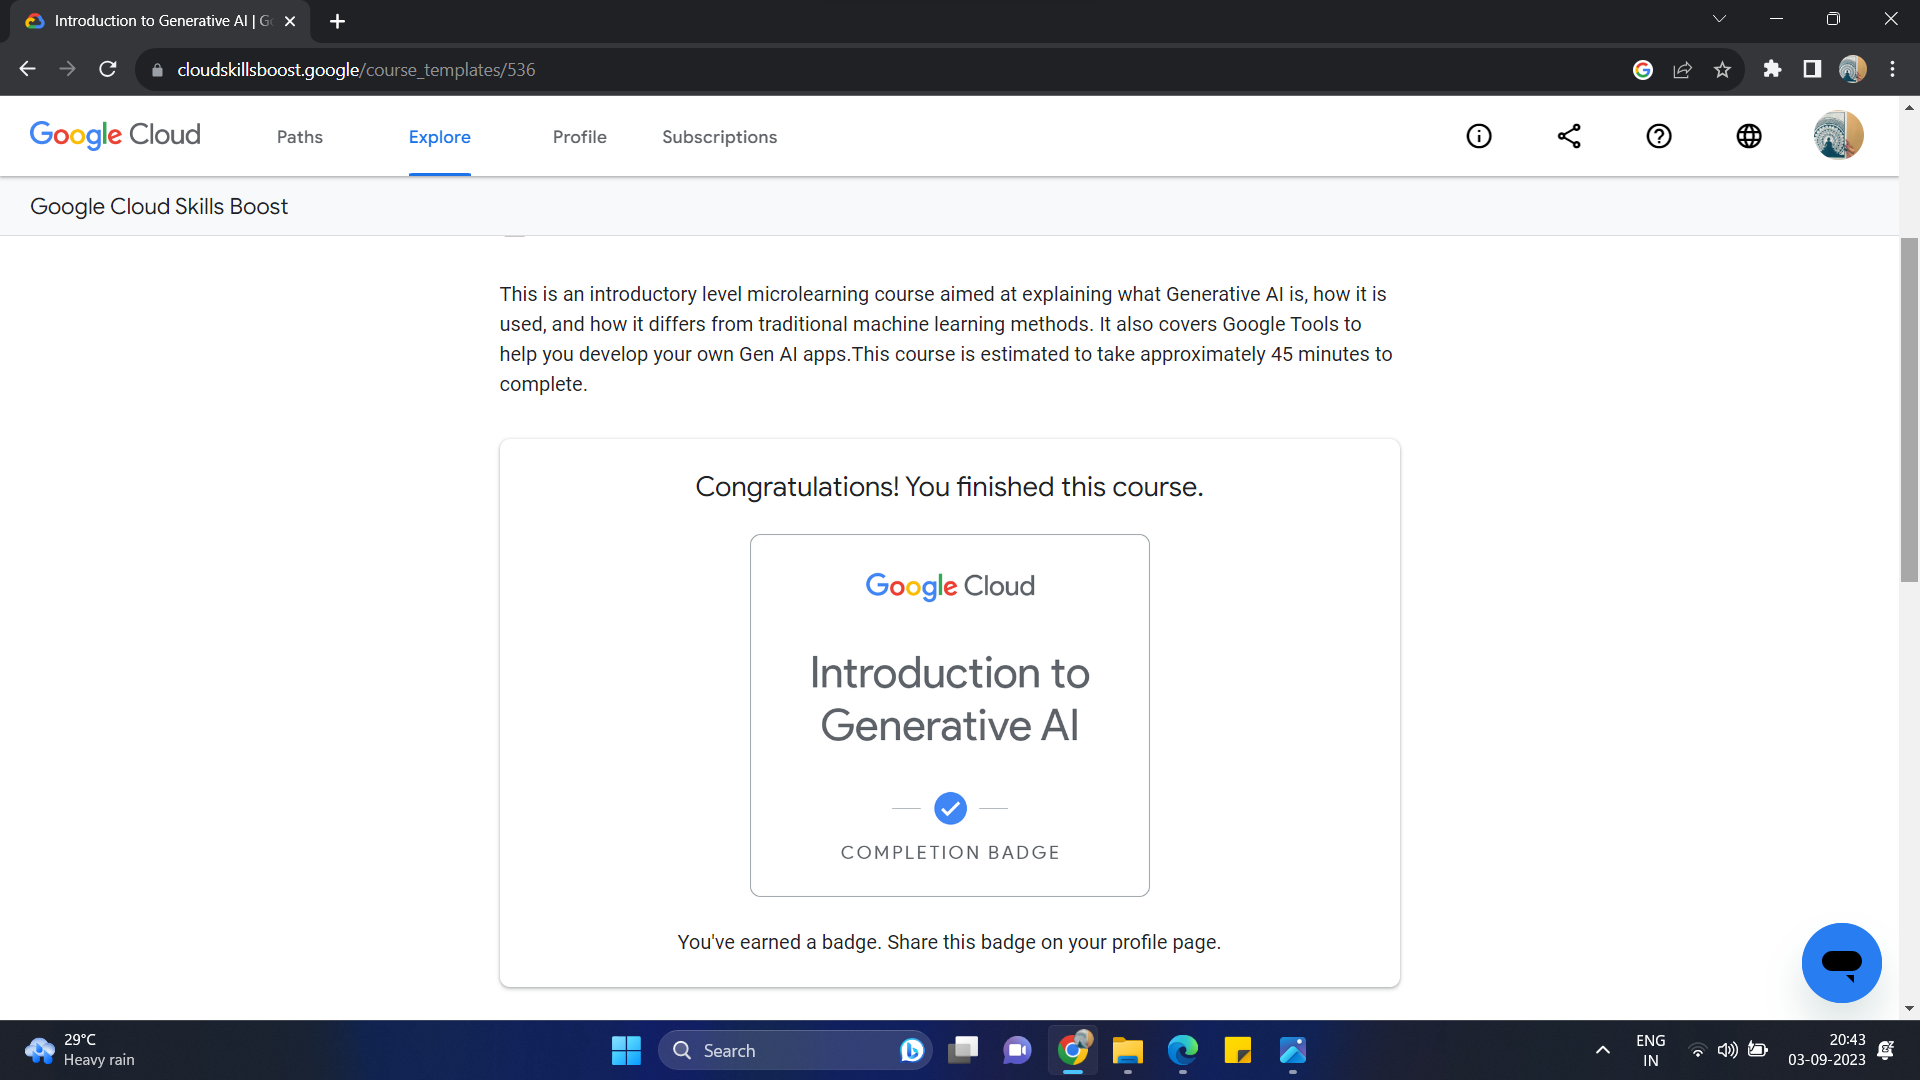 Introduction to Generative AI | G
cloudskillsboost.google/course_templates/536
Google Cloud
Paths
Explore
Profile
Subscriptions
Google Cloud Skills Boost
This is an introductory level microlearning course aimed at explaining what Generative AI is, how it is
used, and how it differs from traditional machine learning methods. It also covers Google Tools to
help you develop your own Gen AI apps.This course is estimated to take approximately 45 minutes to
complete.
Congratulations! You finished this course.
Google Cloud
Introduction to
Generative AI
COMPLETION BADGE
You've earned a badge. Share this badge on your profile page.
29°C
Heavy rain
Search
ENG
IN
20:43
03-09-2023